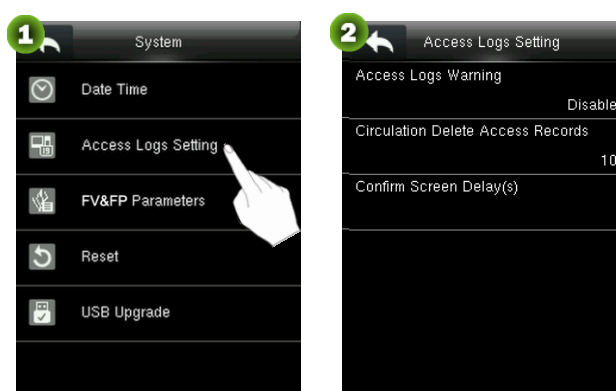 1
System
Date Time
Access Logs Setting
FV&FP Parameters
Reset
USB Upgrade
2
Access Logs Setting
Access Logs Warning
Disable
Circulation Delete Access Records
10
Confirm Screen Delay(s)